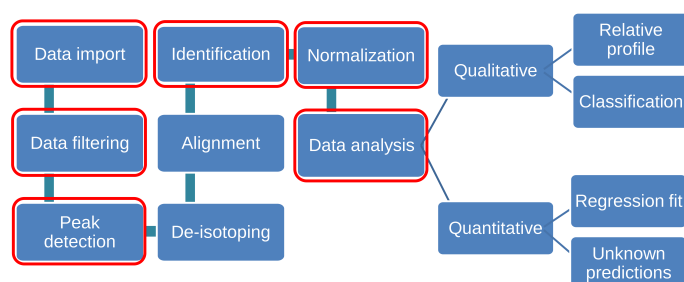 Data import
Data filtering
Peak
detection
De-isotoping
Alignment
Identification
Normalization
Data analysis
Qualitative
Relative
profile
Classification
Quantitative
Regression fit
Unknown
predictions